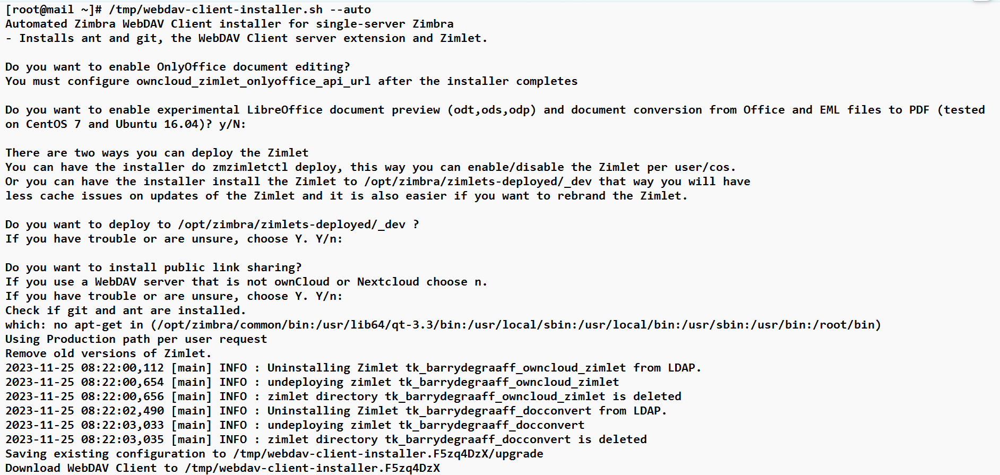 [root@mail ~]# /tmp/webdav-client-installer.sh --auto
Automated Zimbra WebDAV Client installer for single-server Zimbra
- Installs ant and git, the WebDAV Client server extension and Zimlet.
Do you want to enable OnlyOffice document editing?
You must configure owncloud_zimlet_onlyoffice_api_url after the installer completes
Do you want to enable experimental LibreOffice document preview (odt,ods,odp) and document conversion from Office and EML files to PDF (tested
on CentOS 7 and Ubuntu 16.04)? y/N:
There are two ways you can deploy the Zimlet
You can have the installer do zmzimletctl deploy, this way you can enable/disable the Zimlet per user/cos.
Or you can have the installer install the Zimlet to /opt/zimbra/zimlets-deployed/_dev that way you will have
less cache issues on updates of the Zimlet and it is also easier if you want to rebrand the Zimlet.
Do you want to deploy to /opt/zimbra/zimlets-deployed/_dev ?
If you have trouble or are unsure, choose Y. Y/n:
Do you want to install public link sharing?
If you use a WebDAV server that is not ownCloud or Nextcloud choose n.
If you have trouble or are unsure, choose Y. Y/n:
Check if git and ant are installed.
which: no apt-get in (/opt/zimbra/common/bin:/usr/lib64/qt-3.3/bin:/usr/local/sbin:/usr/local/bin:/usr/sbin:/usr/bin:/root/bin)
Using Production path per user request
Remove old versions of Zimlet.
2023-11-25 08:22:00,112 [main] INFO : Uninstalling Zimlet tk_barrydegraaff_owncloud_zimlet from LDAP.
2023-11-25 08:22:00,654 [main] INFO : undeploying zimlet tk_barrydegraaff_owncloud_zimlet
2023-11-25 08:22:00,656 [main] INFO : zimlet directory tk_barrydegraaff_owncloud_zimlet is deleted
2023-11-25 08:22:02,490 [main] INFO : Uninstalling Zimlet tk_barrydegraaff_docconvert from LDAP.
2023-11-25 08:22:03,033 [main] INFO : undeploying zimlet tk_barrydegraaff_docconvert
2023-11-25 08:22:03,035 [main] INFO : zimlet directory tk_barrydegraaff_docconvert is deleted
Saving existing configuration to /tmp/webdav-client-installer.F5zq4DzX/upgrade
Download WebDAV Client to /tmp/webdav-client-installer.F5zq4DzX